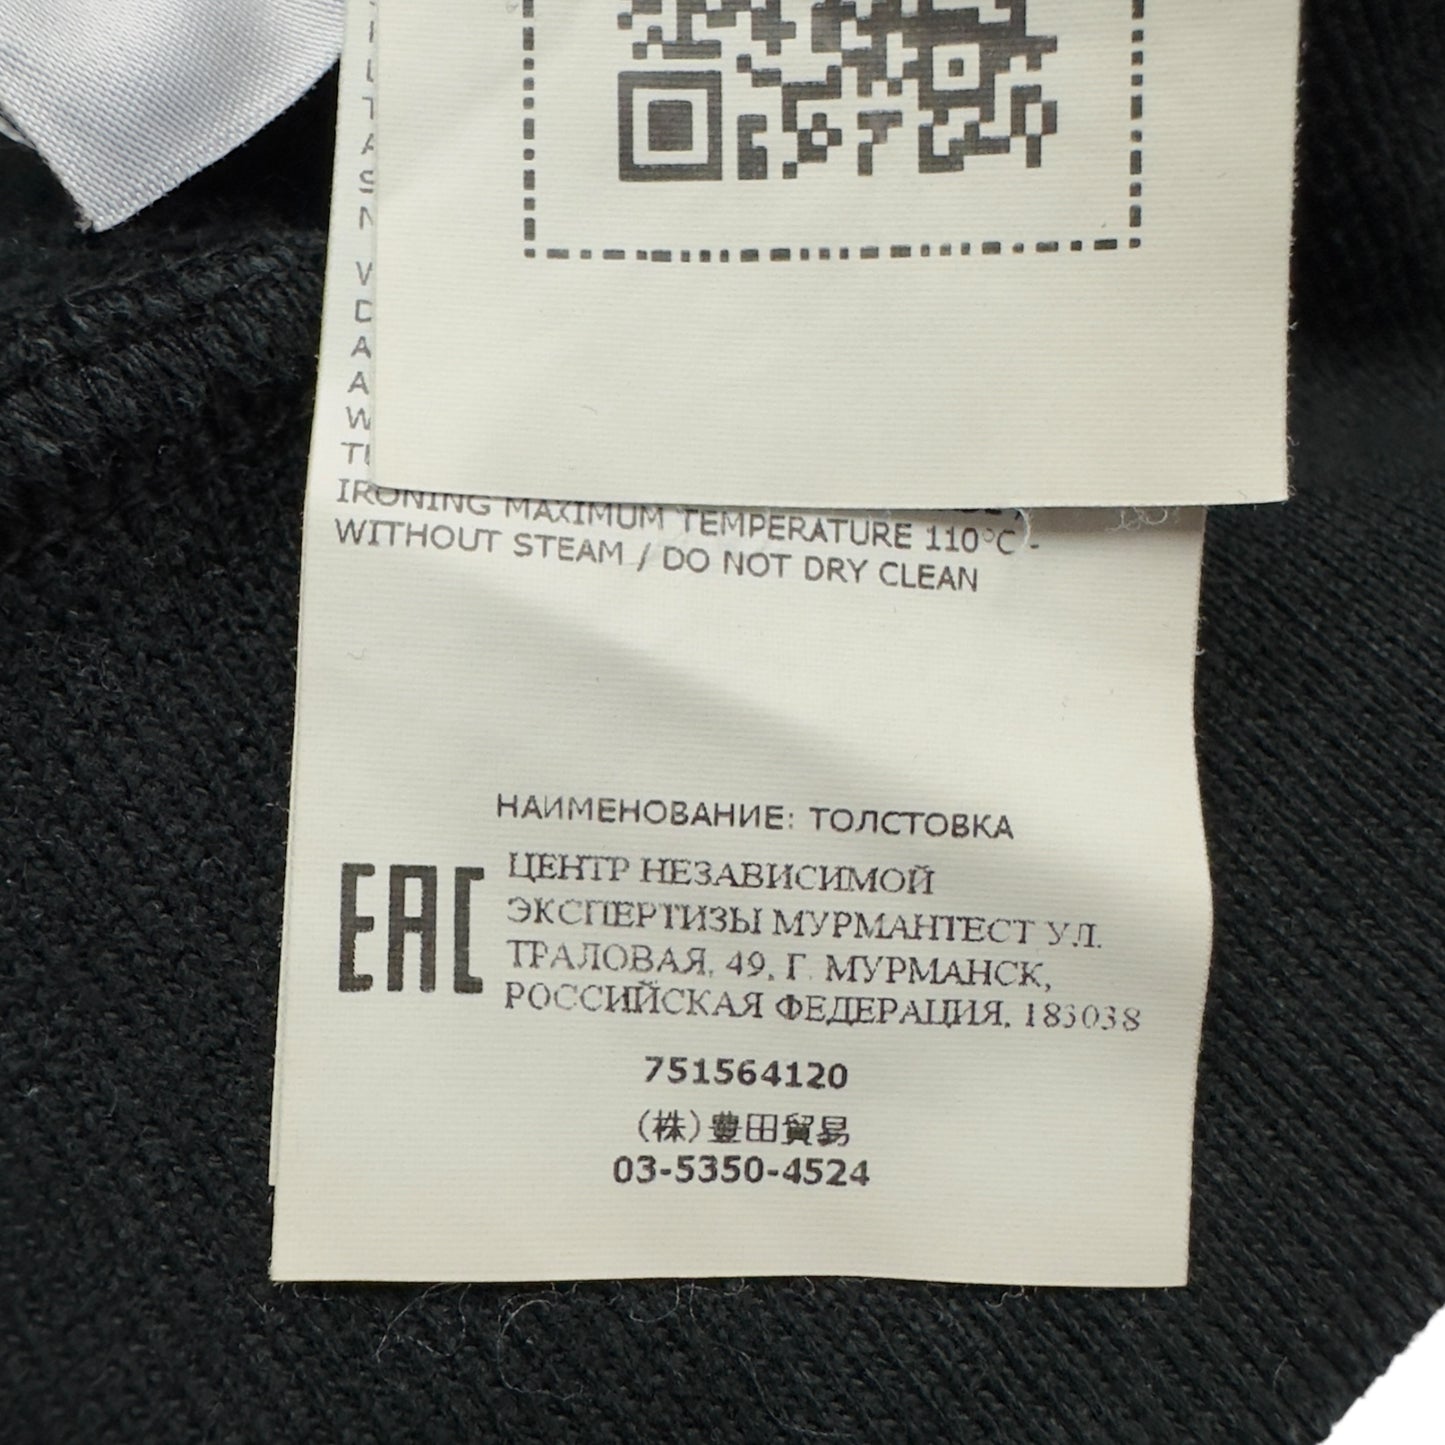 IRONING MAXIMUM TEMPERATURE 110°C -
WITHOUT STEAM / DO NOT DRY CLEAN
НАИМЕНОВАНИЕ: ТОЛСТОВКА
EAC
ЦЕНТР НЕЗАВИСИМОЙ
ЭКСПЕРТИЗЫ МУРМАНТЕСТ УЛ.
ТРАЛОВАЯ, 49, Г. МУРМАНСК,
РОССИЙСКАЯ ФЕДЕРАЦИЯ, 183038
751564120
(株)豊田貿易
03-5350-4524